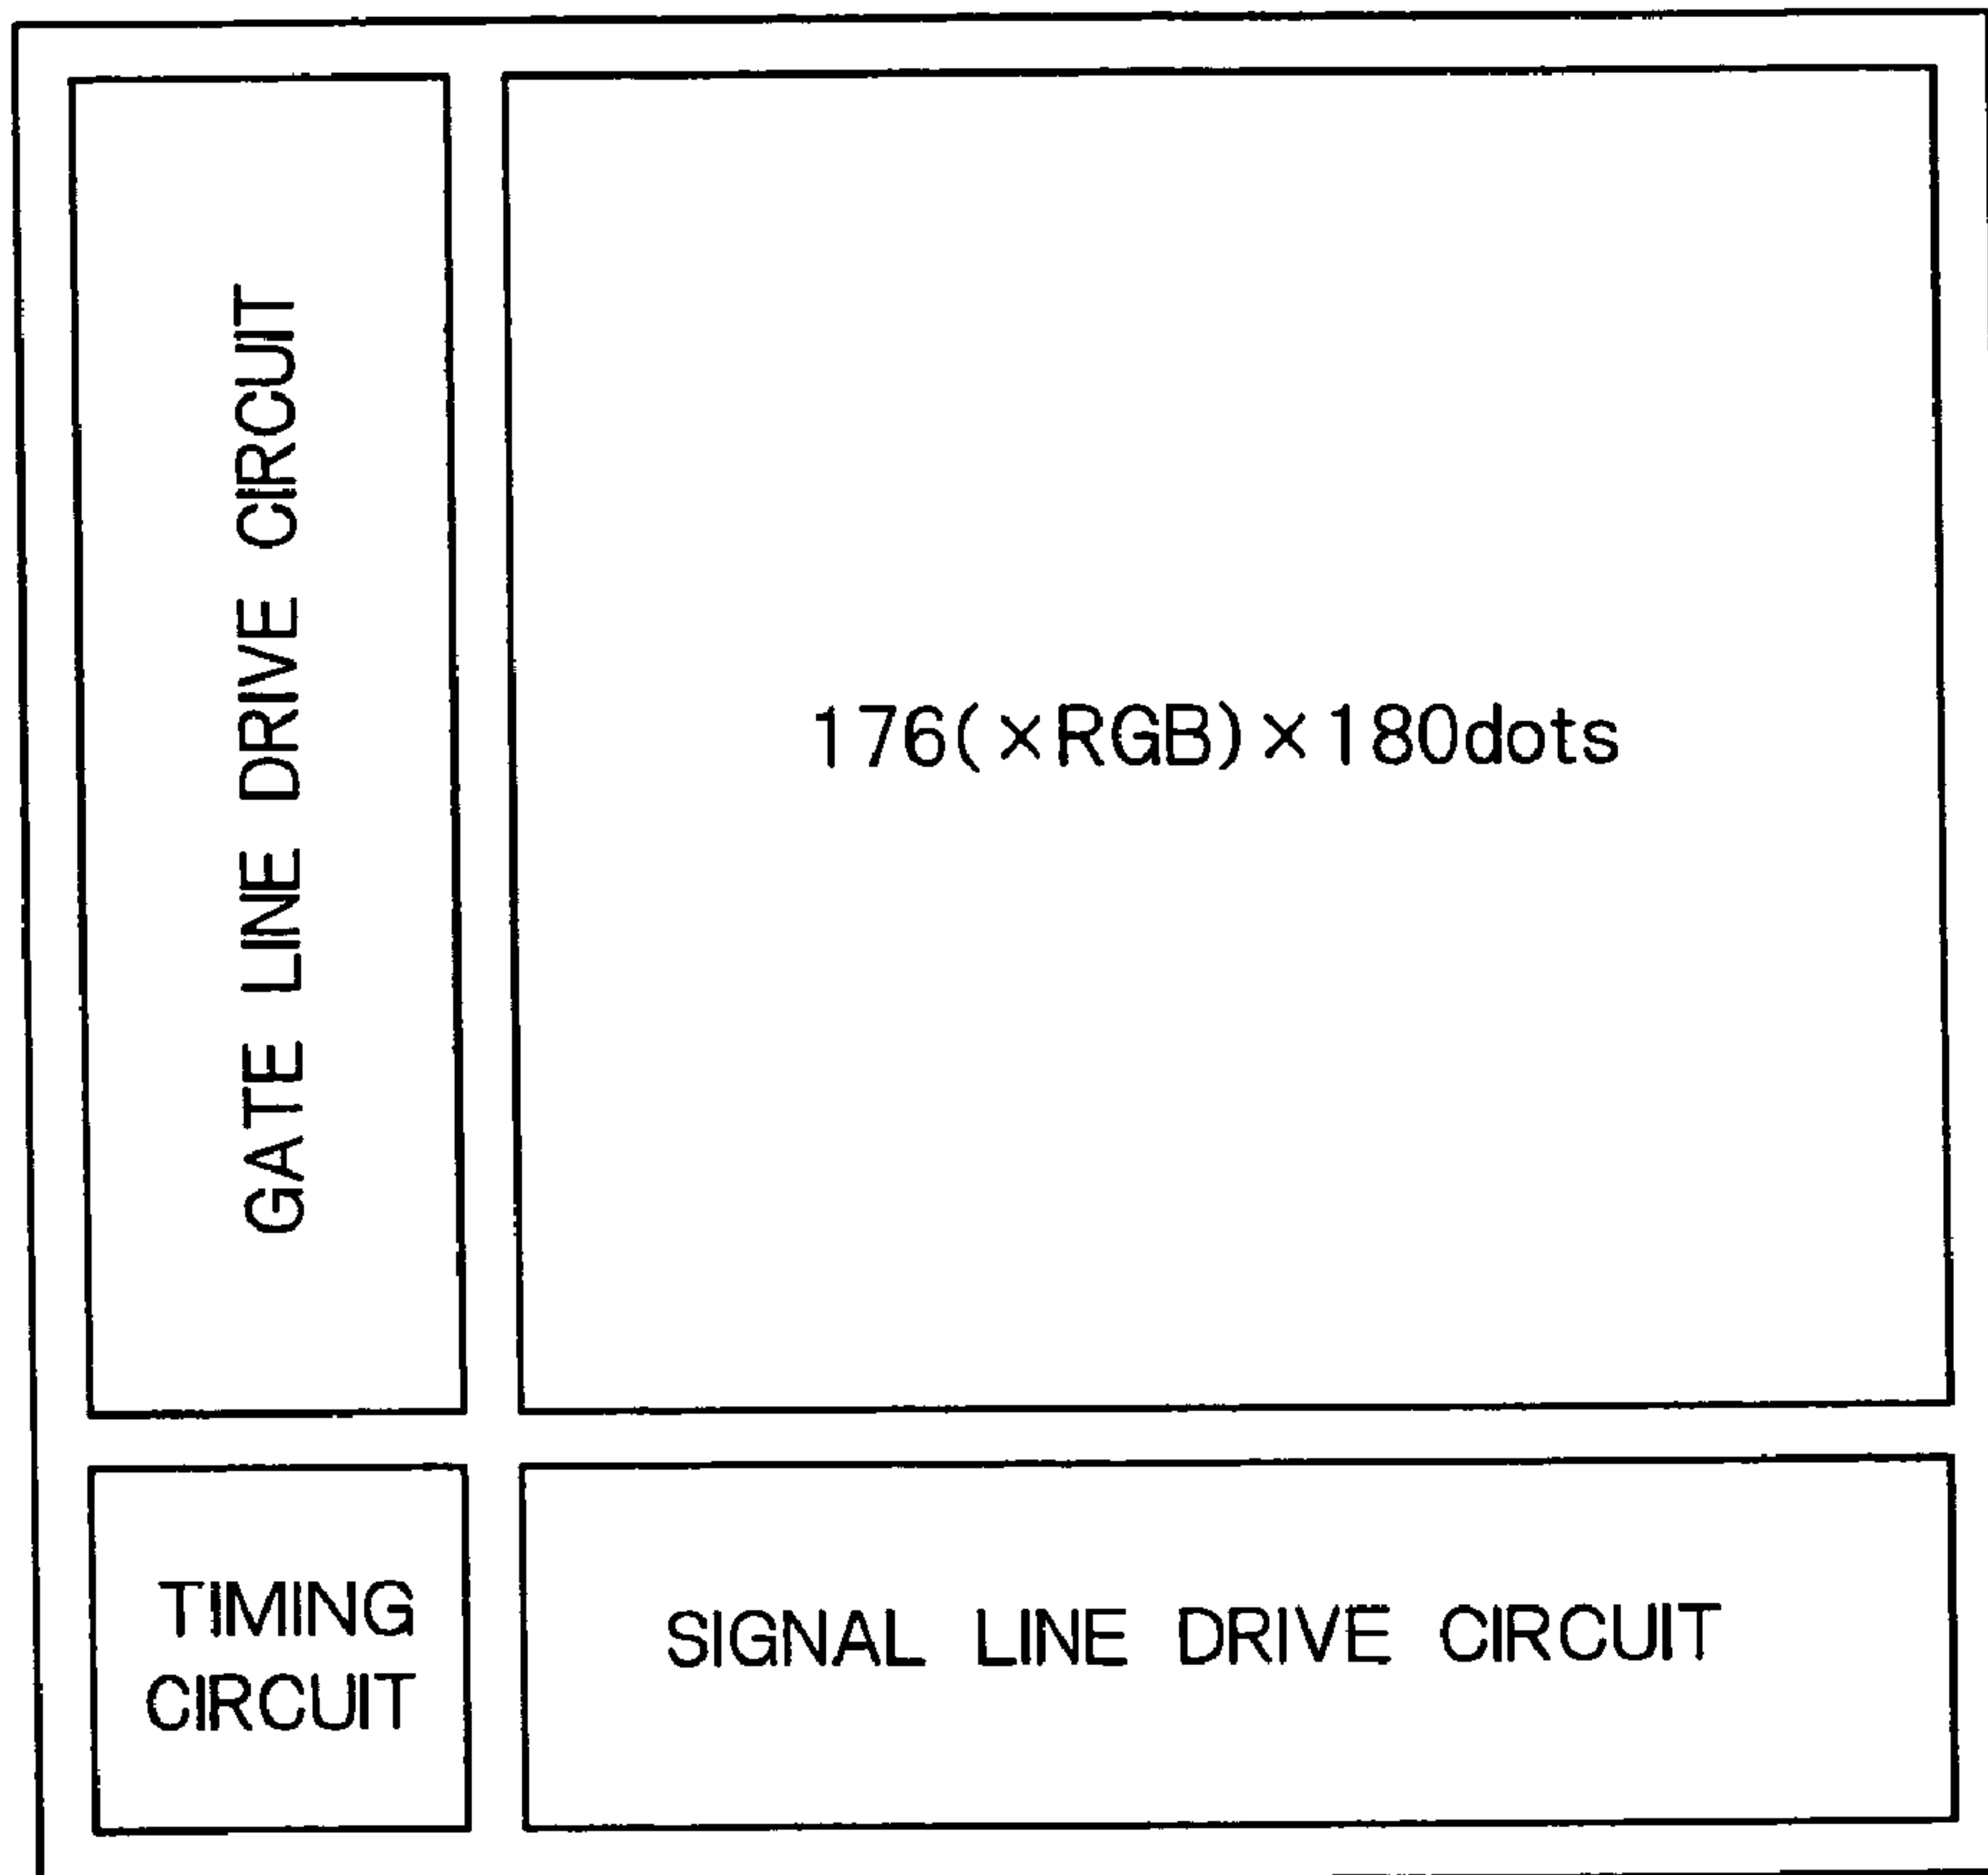 GATE LINE DRIVE CIRCUIT
176(×RGB)×180dots
TIMING
CIRCUIT
SIGNAL LINE DRIVE CIRCUIT